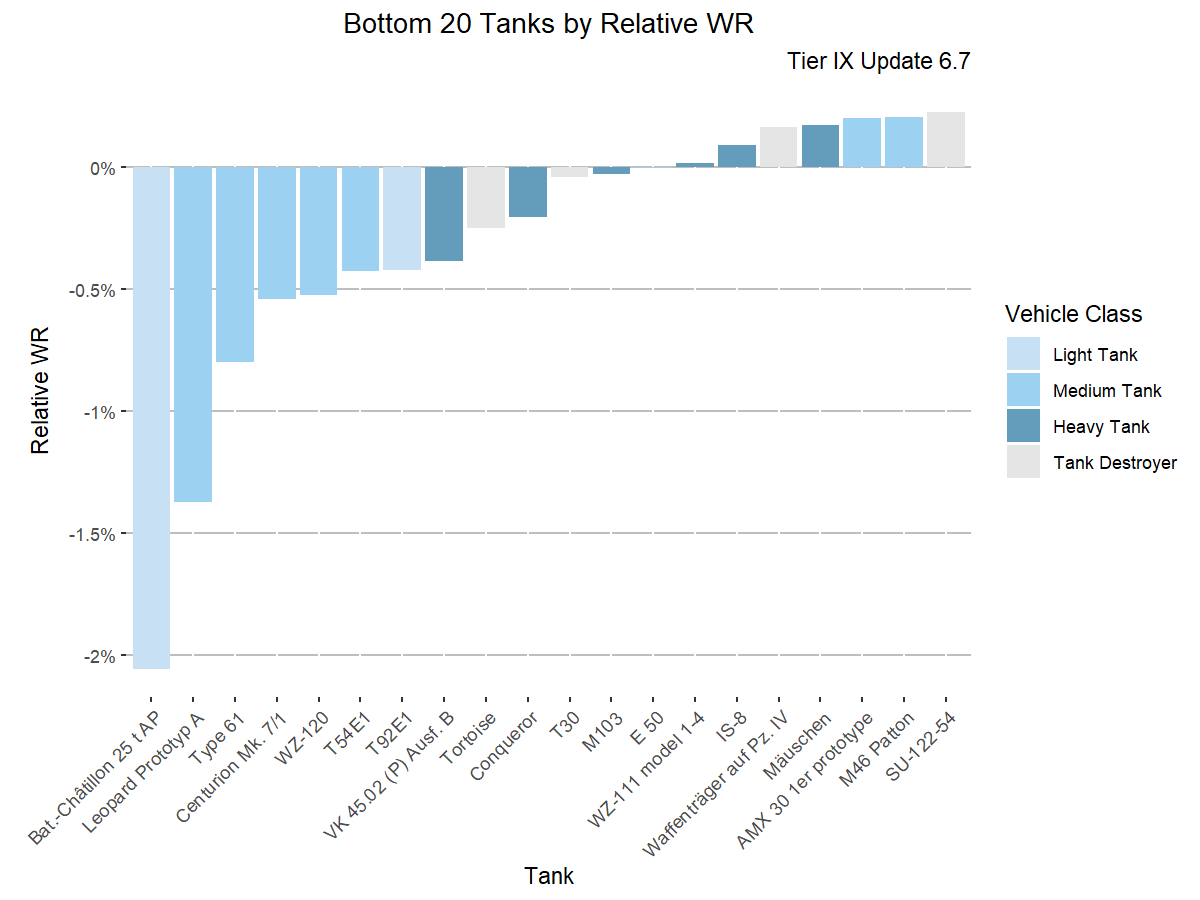 Bottom 20 Tanks by Relative WR
Tier IX Update 6.7
Relative WR
0%
-0.5%
-1%
-1.5%
-2%
Bat.-Châtillon 25 t AP
Leopard Prototyp A
Type 61
Centurion Mk. 7/1
WZ-120
T54E1
T92E1
VK 45.02 (P) Ausf. B
Tortoise
Conqueror
T30
M103
E 50
WZ-111 model 1-4
IS-8
Waffenträger auf Pz. IV
Mäuschen
AMX 30 1er prototype
M46 Patton
SU-122-54
Tank
Vehicle Class
Light Tank
Medium Tank
Heavy Tank
Tank Destroyer